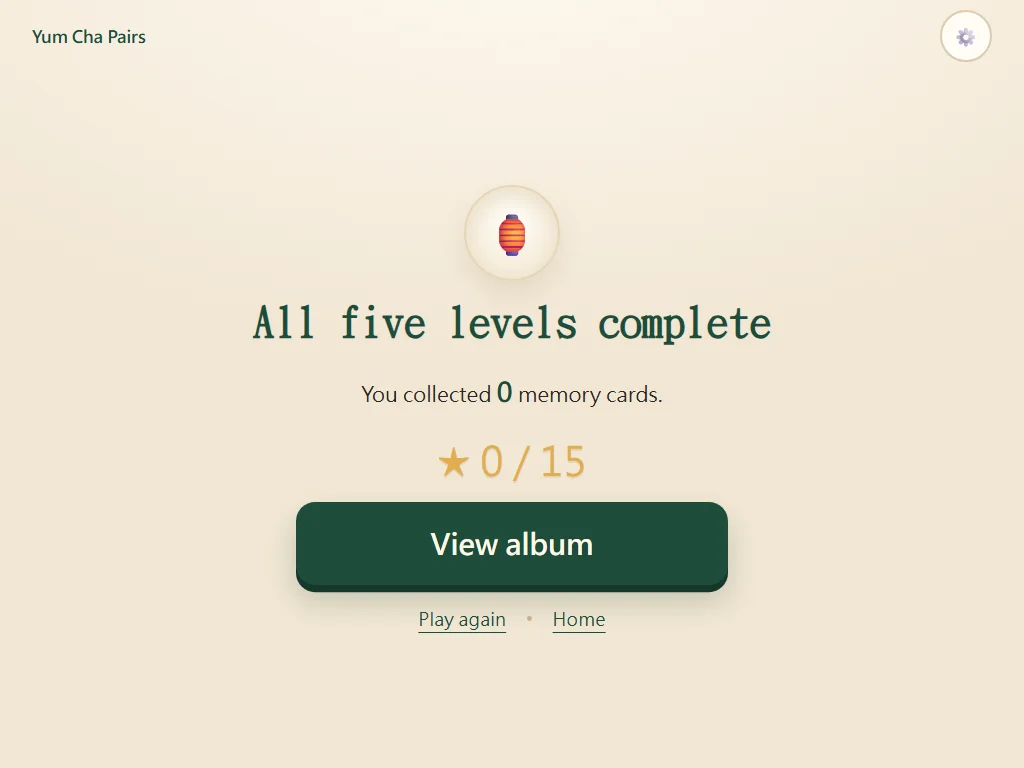 Yum Cha Pairs
All five levels complete
You collected 0 memory cards.
★ 0 / 15
View album
Play again • Home